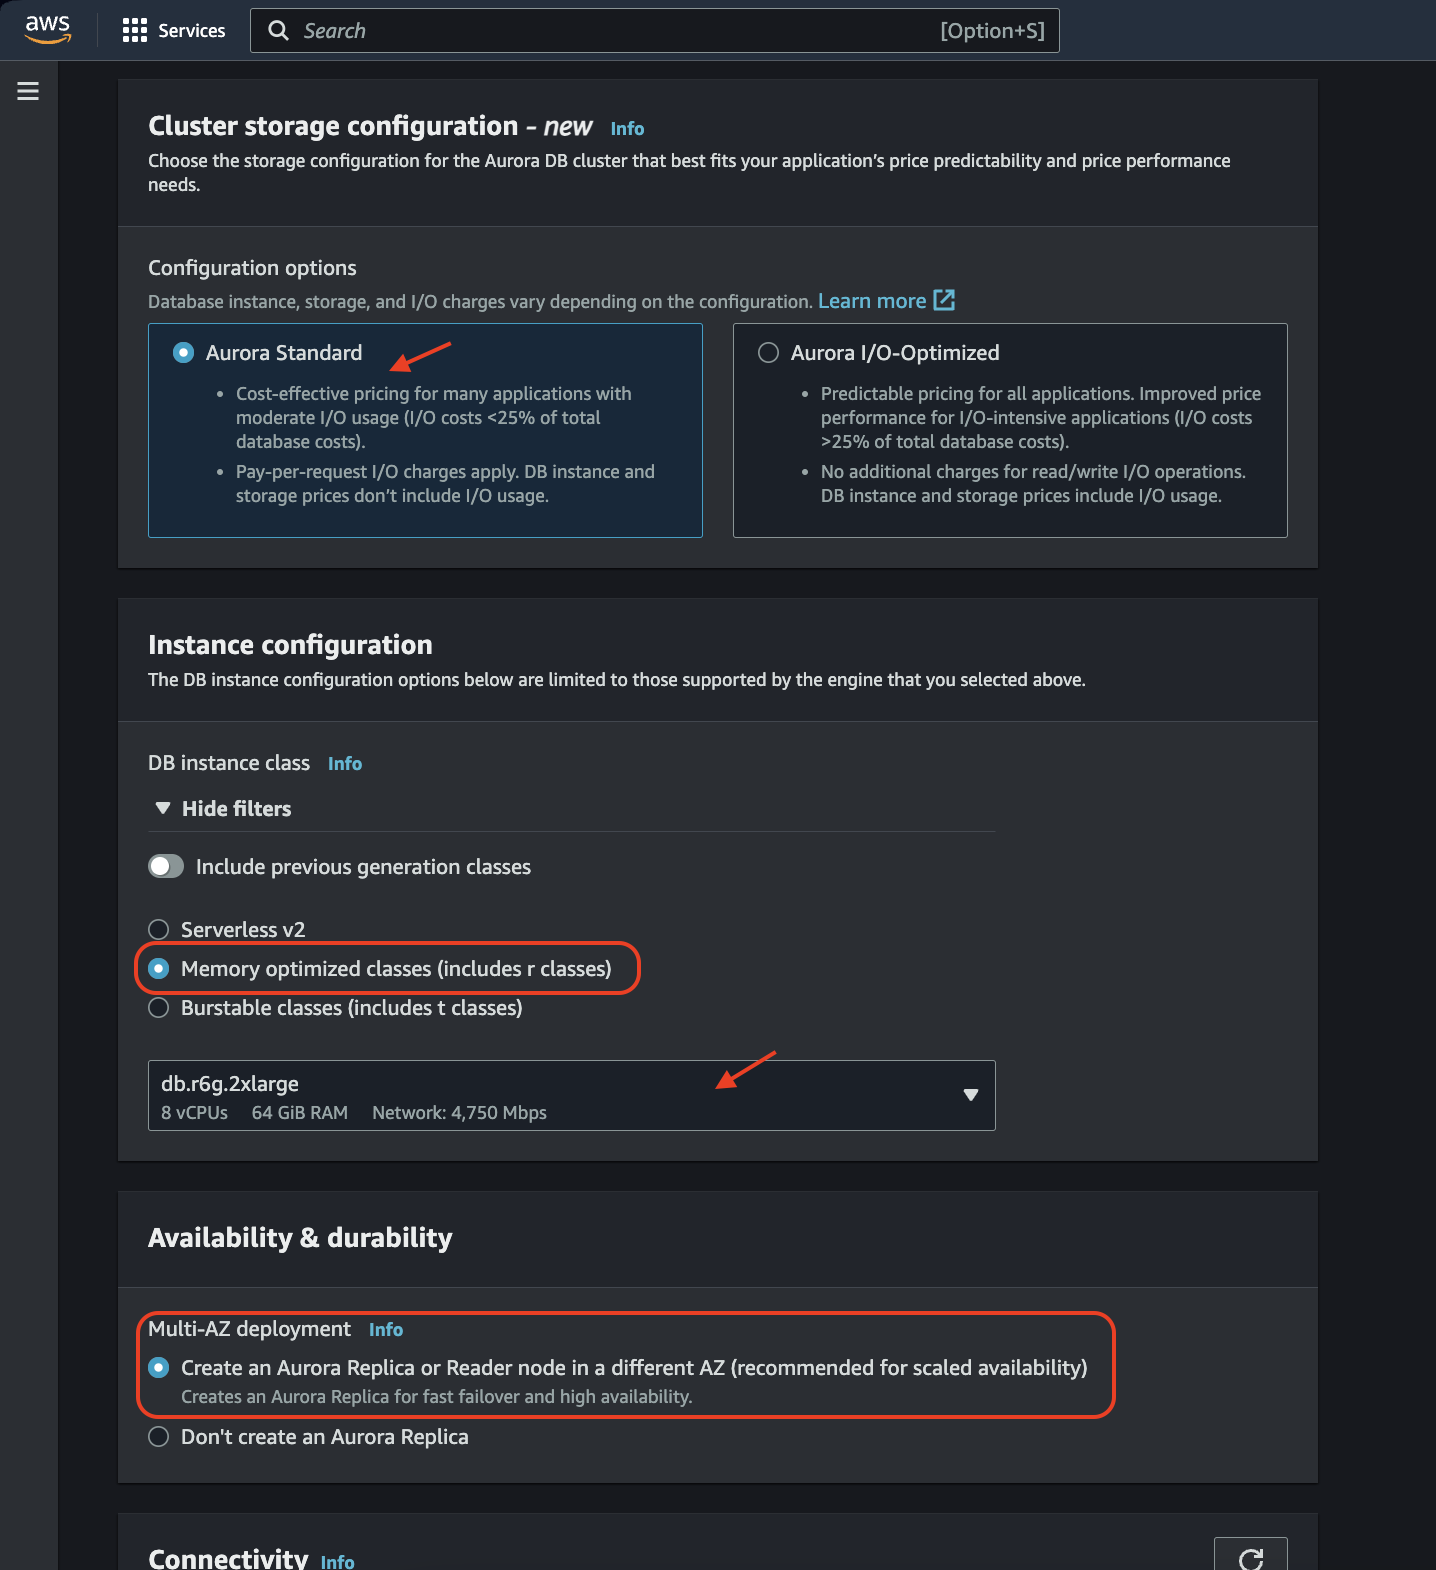 aws
Services
Search
[Option+S]
Cluster storage configuration - new Info
Choose the storage configuration for the Aurora DB cluster that best fits your application’s price predictability and price performance
needs.
Configuration options
Database instance, storage, and I/O charges vary depending on the configuration. Learn more
Aurora Standard
• Cost-effective pricing for many applications with
moderate I/O usage (I/O costs <25% of total
database costs).
• Pay-per-request I/O charges apply. DB instance and
storage prices don’t include I/O usage.
Aurora I/O-Optimized
• Predictable pricing for all applications. Improved price
performance for I/O-intensive applications (I/O costs
>25% of total database costs).
• No additional charges for read/write I/O operations.
DB instance and storage prices include I/O usage.
Instance configuration
The DB instance configuration options below are limited to those supported by the engine that you selected above.
DB instance class Info
Hide filters
Include previous generation classes
Serverless v2
Memory optimized classes (includes r classes)
Burstable classes (includes t classes)
db.r6g.2xlarge
8 vCPUs 64 GiB RAM Network: 4,750 Mbps
Availability & durability
Multi-AZ deployment Info
Create an Aurora Replica or Reader node in a different AZ (recommended for scaled availability)
Creates an Aurora Replica for fast failover and high availability.
Don't create an Aurora Replica
Connectivity Info